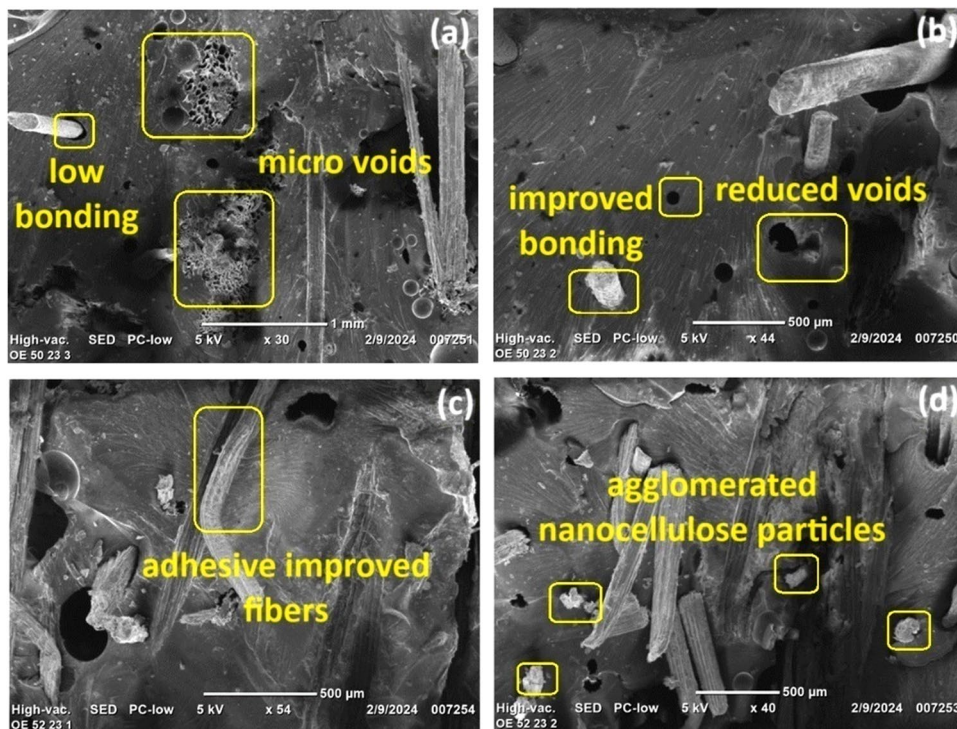 (a)
low
bonding
micro voids
1 mm
High-vac. SED PC-low 5 kV x 30 2/9/2024 007251
OE 50 23 3
(b)
improved
bonding
reduced voids
500 µm
High-vac. SED PC-low 5 kV x 44 2/9/2024 007250
OE 50 23 2
(c)
adhesive improved
fibers
500 µm
High-vac. SED PC-low 5 kV x 54 2/9/2024 007254
OE 52 23 1
(d)
agglomerated
nanocellulose particles
500 µm
High-vac. SED PC-low 5 kV x 40 2/9/2024 007253
OE 52 23 2